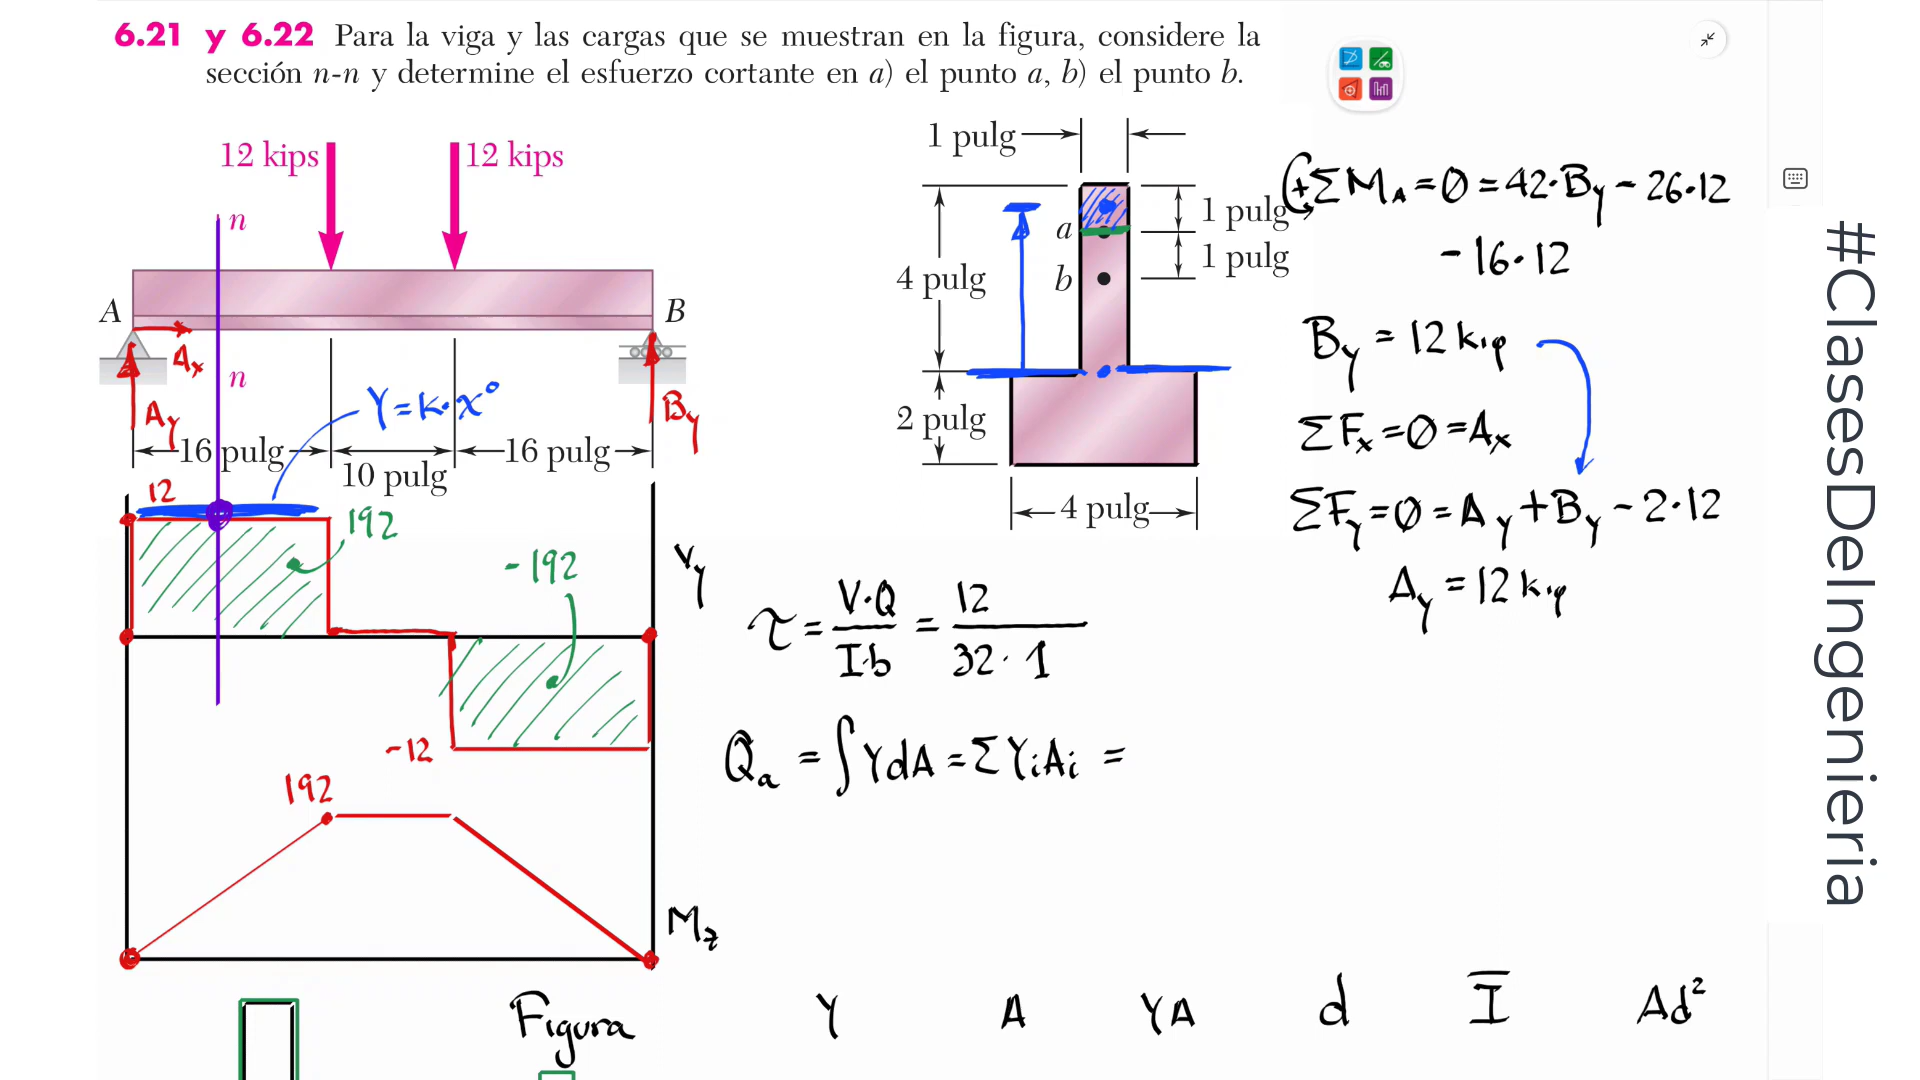 6.21 y 6.22 Para la viga y las cargas que se muestran en la figura, considere la
sección n-n y determine el esfuerzo cortante en a) el punto a, b) el punto b.
12 kips
12 kips
n
A
B
Ax
n
Ay
By
Y=K·x⁰
16 pulg
10 pulg
16 pulg
12
192
-192
Vy
-12
192
Mz
1 pulg
1 pulg
1 pulg
a
b
4 pulg
2 pulg
4 pulg
+ΣMA=0=42·By-26·12
-16·12
By=12kip
ΣFx=0=Ax
ΣFy=0=Ay+By-2·12
Ay=12kip
τ=V·Q/I·b=12/32·1
Qa=∫YdA=ΣYiAi=
Figura Y A YA d Ī Ad²
#ClasesDeIngenieria